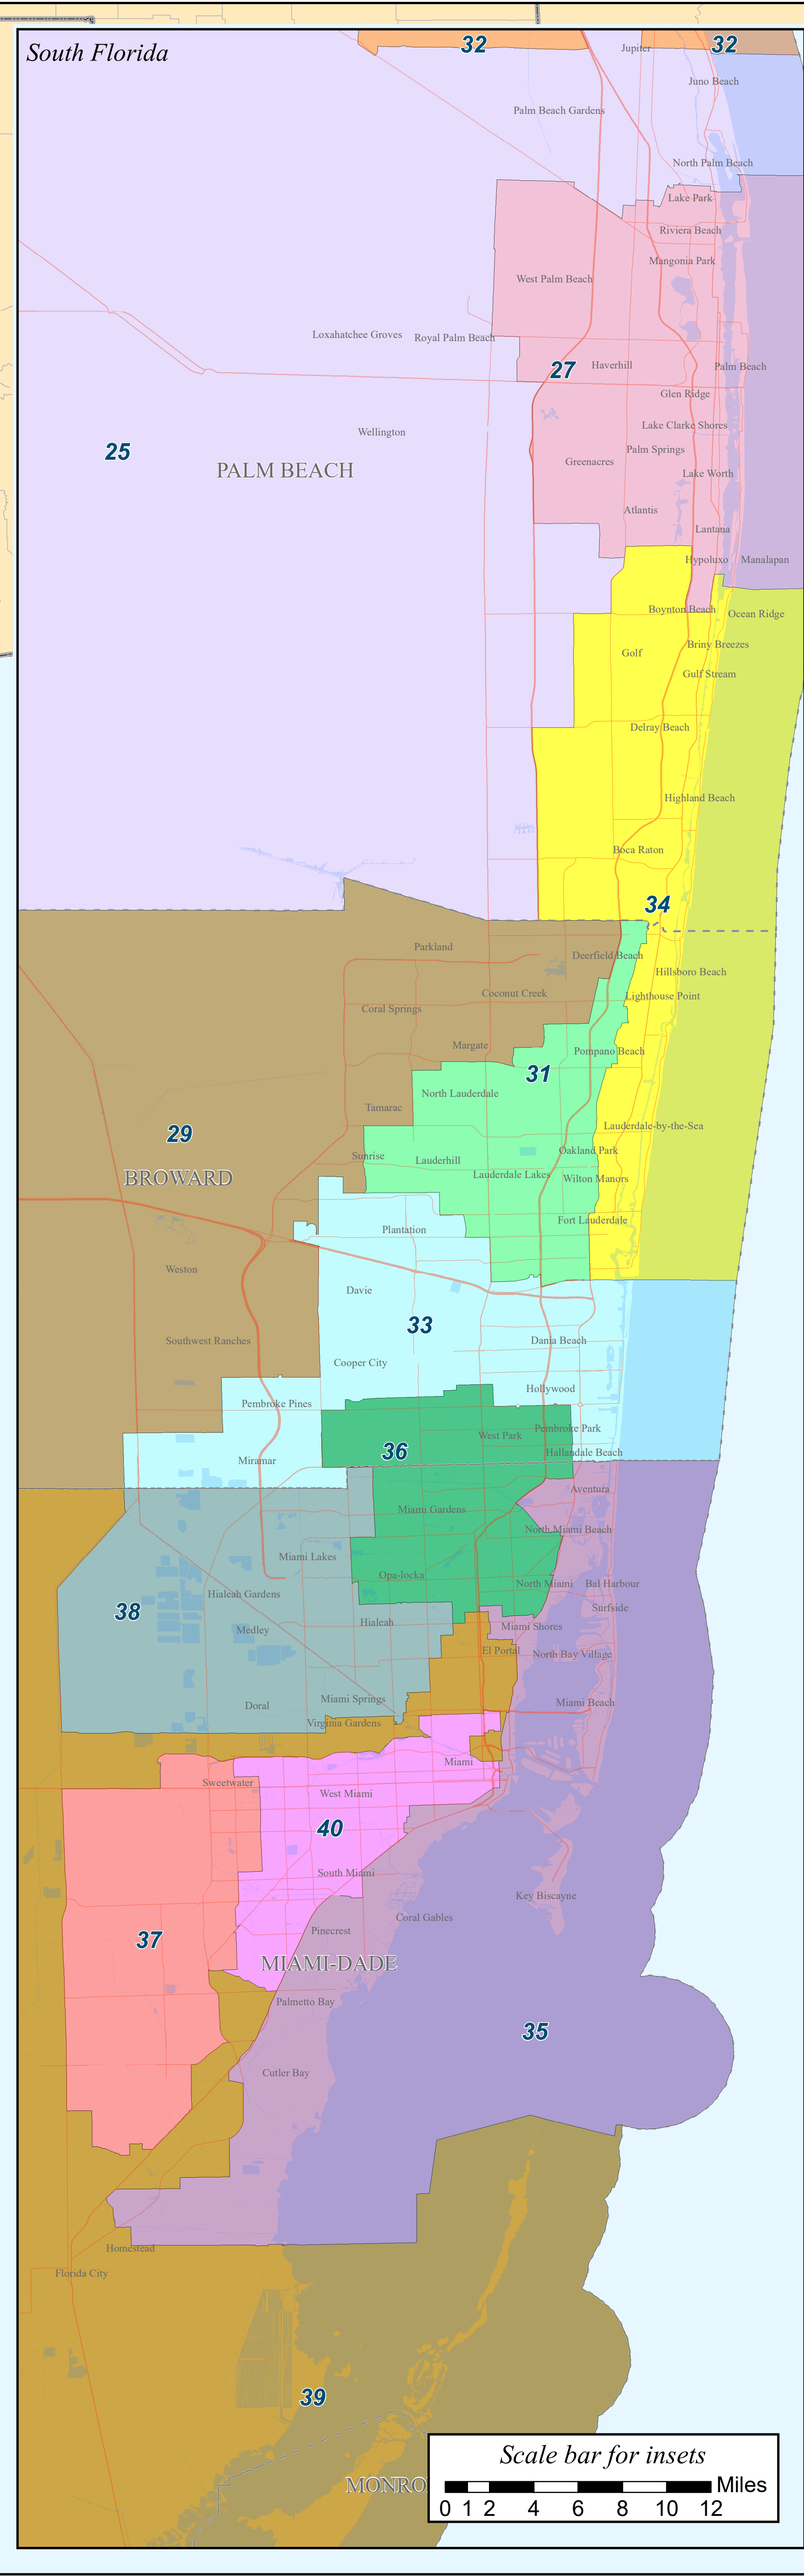 South Florida
32
32
Jupiter
Juno Beach
Palm Beach Gardens
North Palm Beach
Lake Park
Riviera Beach
Mangonia Park
West Palm Beach
Loxahatchee Groves
Royal Palm Beach
27
Haverhill
Palm Beach
Glen Ridge
Lake Clarke Shores
Wellington
25
PALM BEACH
Palm Springs
Greenacres
Lake Worth
Atlantis
Lantana
Hypoluxo
Manalapan
Boynton Beach
Ocean Ridge
Briny Breezes
Golf
Gulf Stream
Delray Beach
Highland Beach
Boca Raton
34
Parkland
Deerfield Beach
Hillsboro Beach
Coconut Creek
Lighthouse Point
Coral Springs
Margate
Pompano Beach
31
North Lauderdale
Tamarac
29
Lauderdale-by-the-Sea
Sunrise
Oakland Park
Lauderhill
BROWARD
Lauderdale Lakes
Wilton Manors
Fort Lauderdale
Plantation
Weston
Davie
33
Southwest Ranches
Dania Beach
Cooper City
Hollywood
Pembroke Pines
Pembroke Park
West Park
36
Hallandale Beach
Miramar
Aventura
Miami Gardens
North Miami Beach
Miami Lakes
Opa-locka
North Miami
Bal Harbour
Hialeah Gardens
38
Surfside
Hialeah
Miami Shores
Medley
El Portal
North Bay Village
Miami Springs
Miami Beach
Doral
Virginia Gardens
Miami
Sweetwater
West Miami
40
South Miami
Key Biscayne
Coral Gables
Pinecrest
37
MIAMI-DADE
Palmetto Bay
35
Cutler Bay
Homestead
Florida City
39
MONRO
Scale bar for insets
Miles
0 1 2 4 6 8 10 12